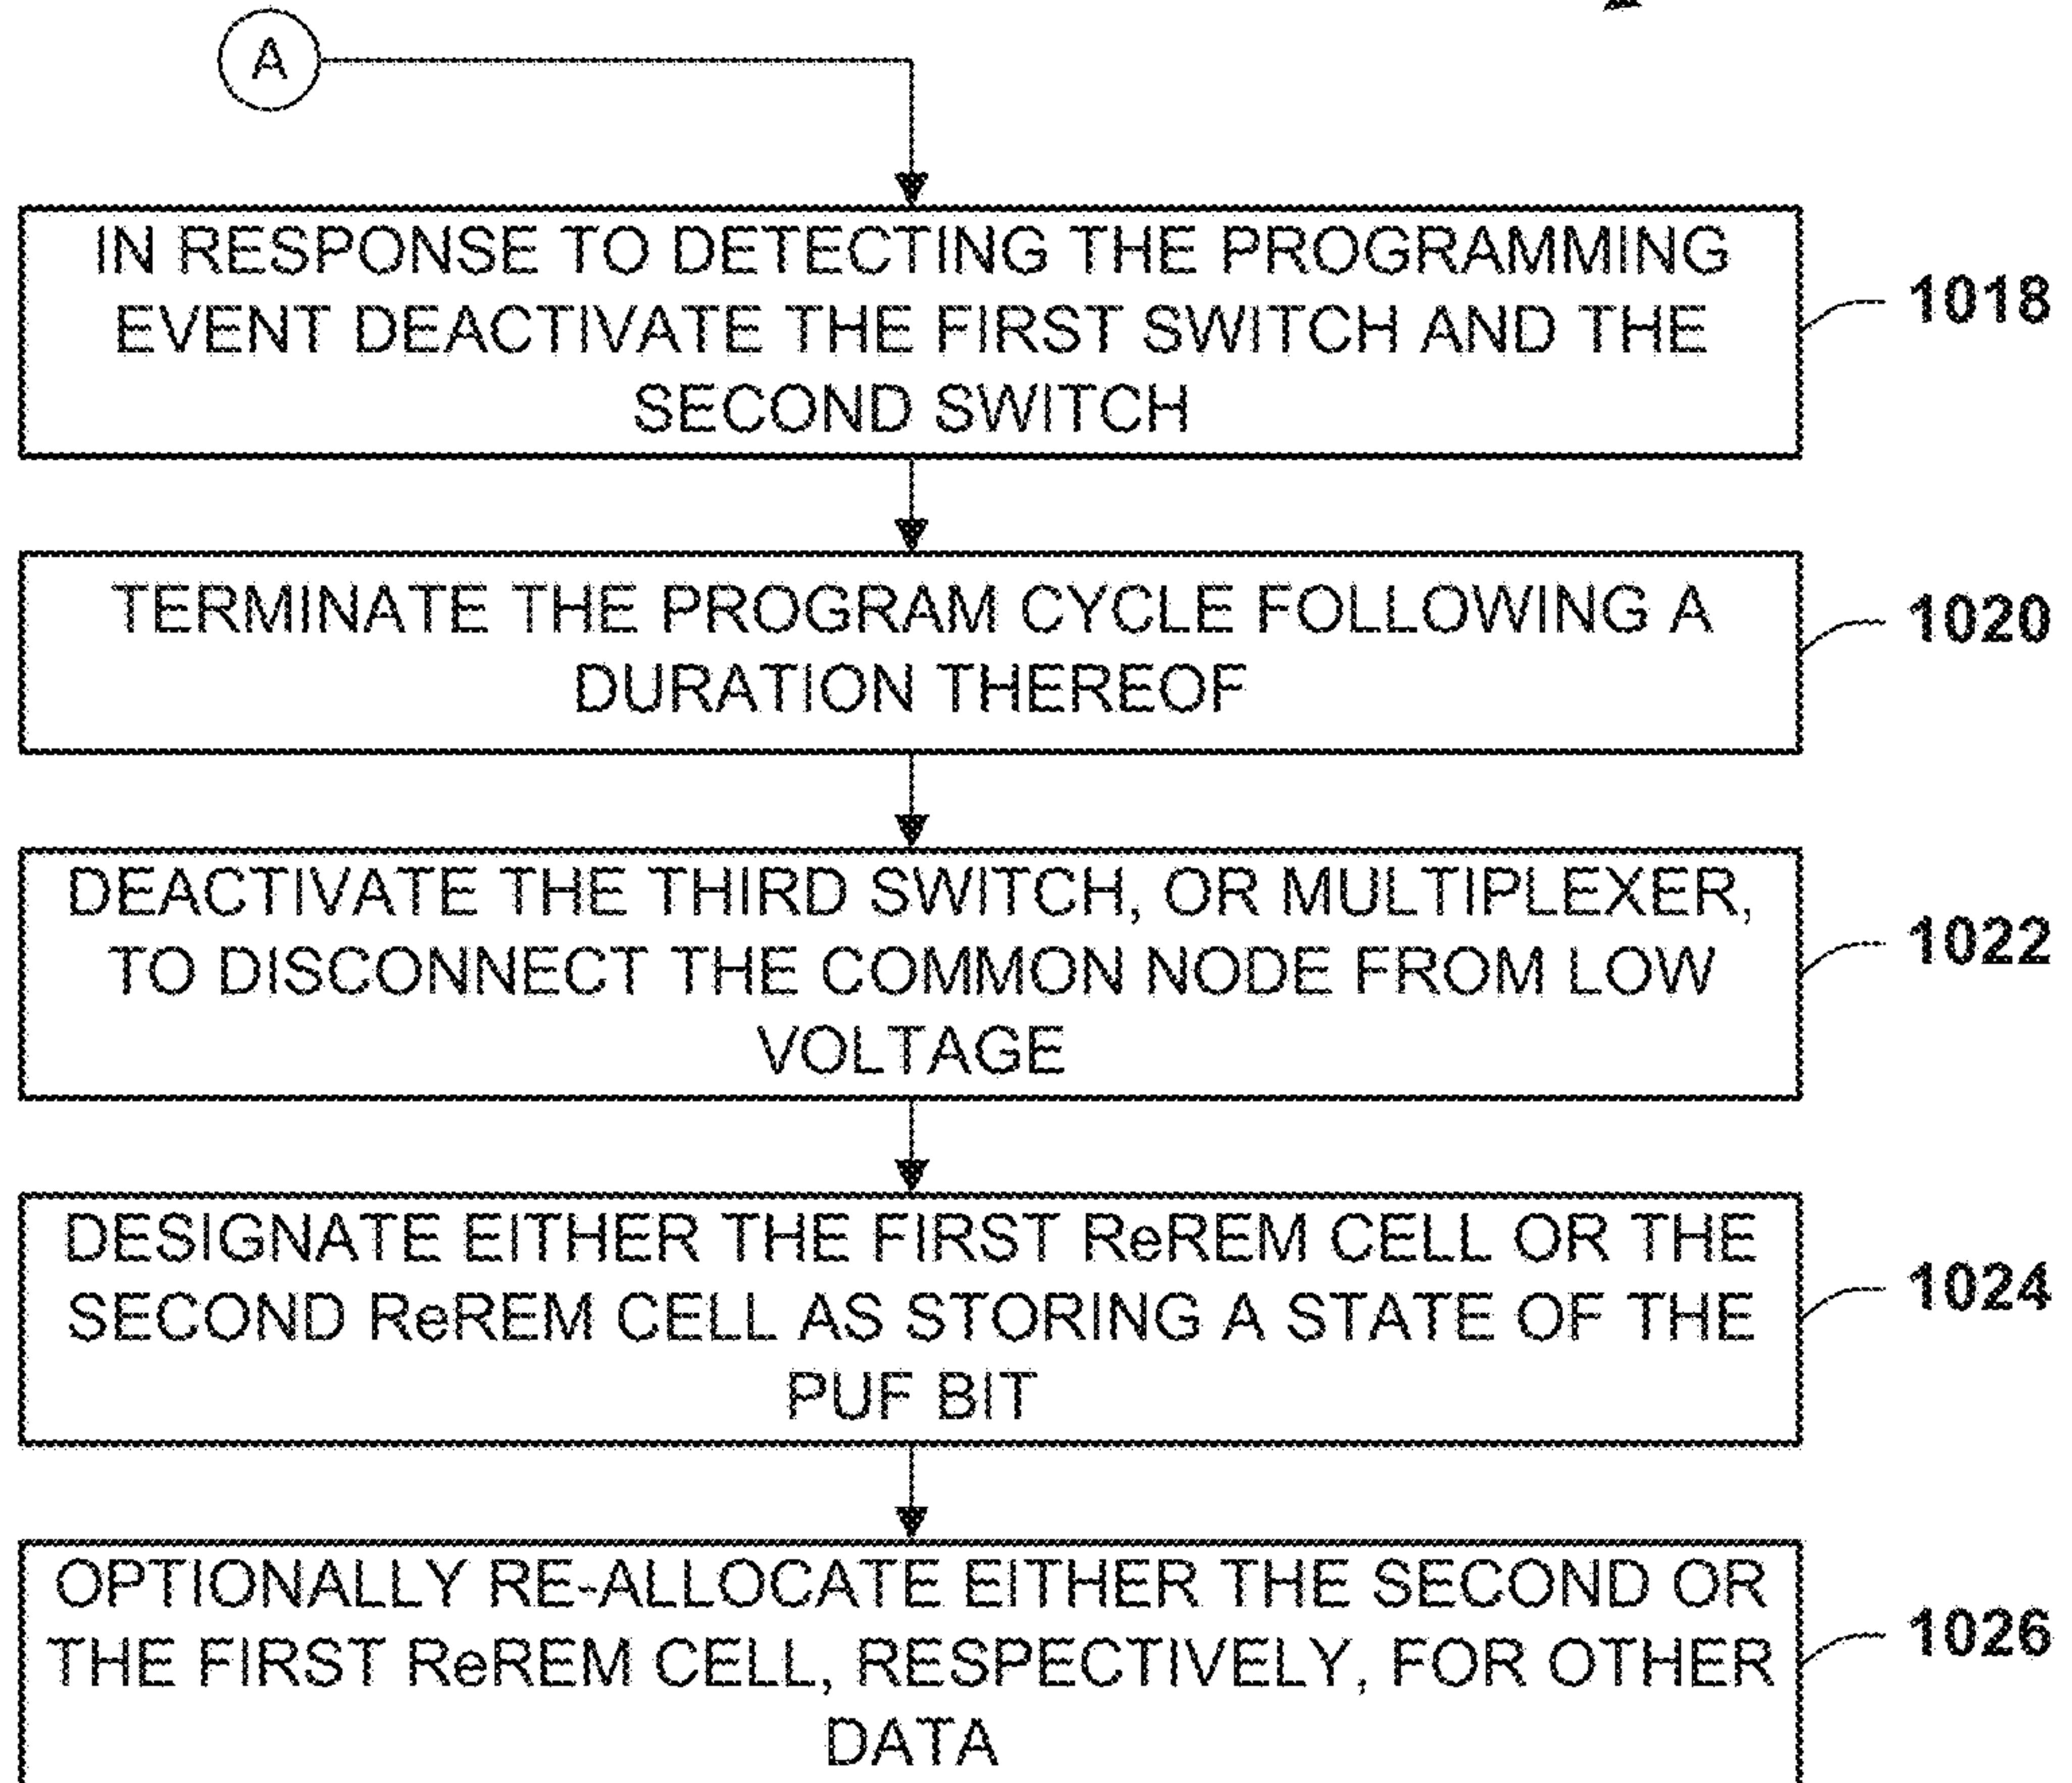 A
IN RESPONSE TO DETECTING THE PROGRAMMING
EVENT DEACTIVATE THE FIRST SWITCH AND THE
SECOND SWITCH
1018
TERMINATE THE PROGRAM CYCLE FOLLOWING A
DURATION THEREOF
1020
DEACTIVATE THE THIRD SWITCH, OR MULTIPLEXER,
TO DISCONNECT THE COMMON NODE FROM LOW
VOLTAGE
1022
DESIGNATE EITHER THE FIRST ReREM CELL OR THE
SECOND ReREM CELL AS STORING A STATE OF THE
PUF BIT
1024
OPTIONALLY RE-ALLOCATE EITHER THE SECOND OR
THE FIRST ReREM CELL, RESPECTIVELY, FOR OTHER
DATA
1026